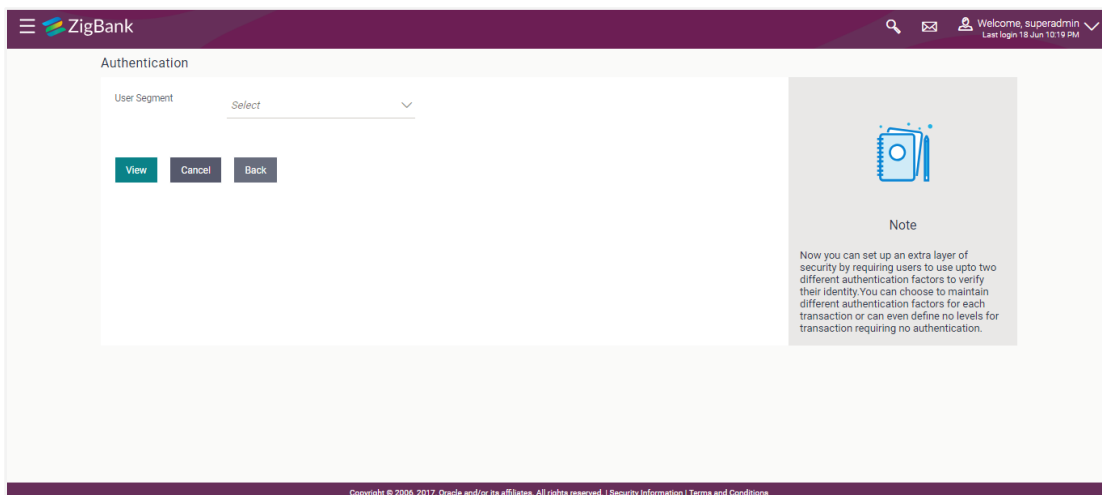 ZigBank
Welcome, superadmin
Last login 18 Jun 10:19 PM
Authentication
User Segment
Select
View Cancel Back
Note
Now you can set up an extra layer of
security by requiring users to use upto two
different authentication factors to verify
their identity.You can choose to maintain
different authentication factors for each
transaction or can even define no levels for
transaction requiring no authentication.
Copyright © 2006, 2017, Oracle and/or its affiliates. All rights reserved. | Security Information | Terms and Conditions